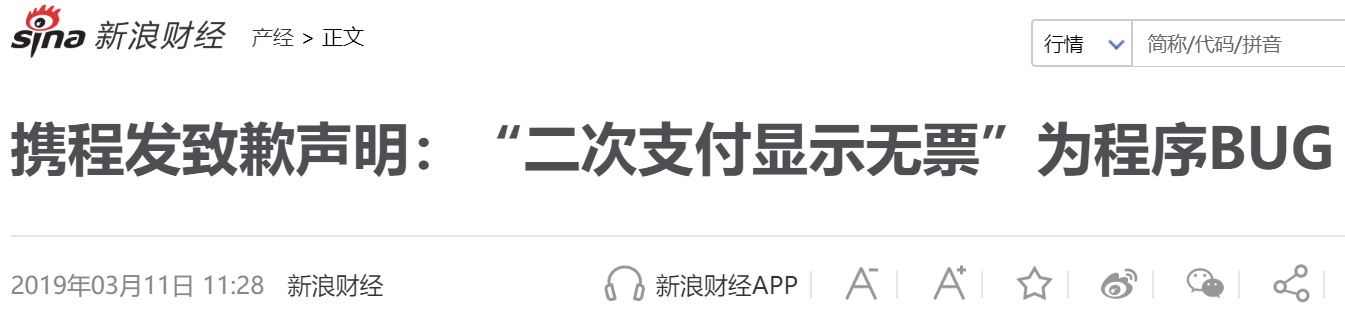 sina 新浪财经 产经 > 正文 行情 简称/代码/拼音
携程发致歉声明：“二次支付显示无票”为程序BUG
2019年03月11日 11:28 新浪财经 新浪财经APP A- A+